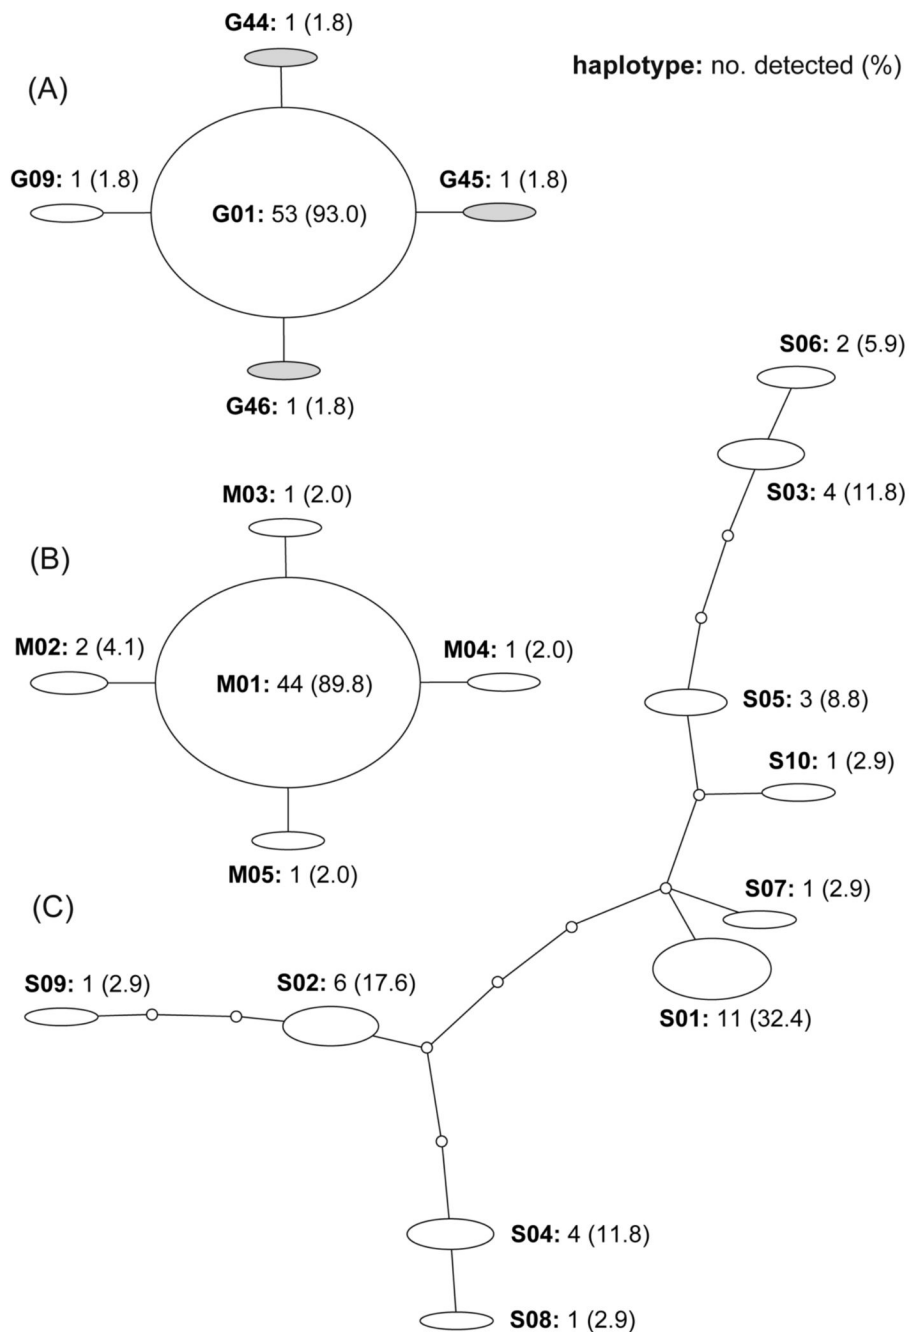 G44: 1 (1.8)
haplotype: no. detected (%)
(A)
G09: 1 (1.8)
G45: 1 (1.8)
G01: 53 (93.0)
G46: 1 (1.8)
S06: 2 (5.9)
S03: 4 (11.8)
M03: 1 (2.0)
(B)
M02: 2 (4.1)
M04: 1 (2.0)
M01: 44 (89.8)
S05: 3 (8.8)
S10: 1 (2.9)
M05: 1 (2.0)
(C)
S07: 1 (2.9)
S09: 1 (2.9)
S02: 6 (17.6)
S01: 11 (32.4)
S04: 4 (11.8)
S08: 1 (2.9)